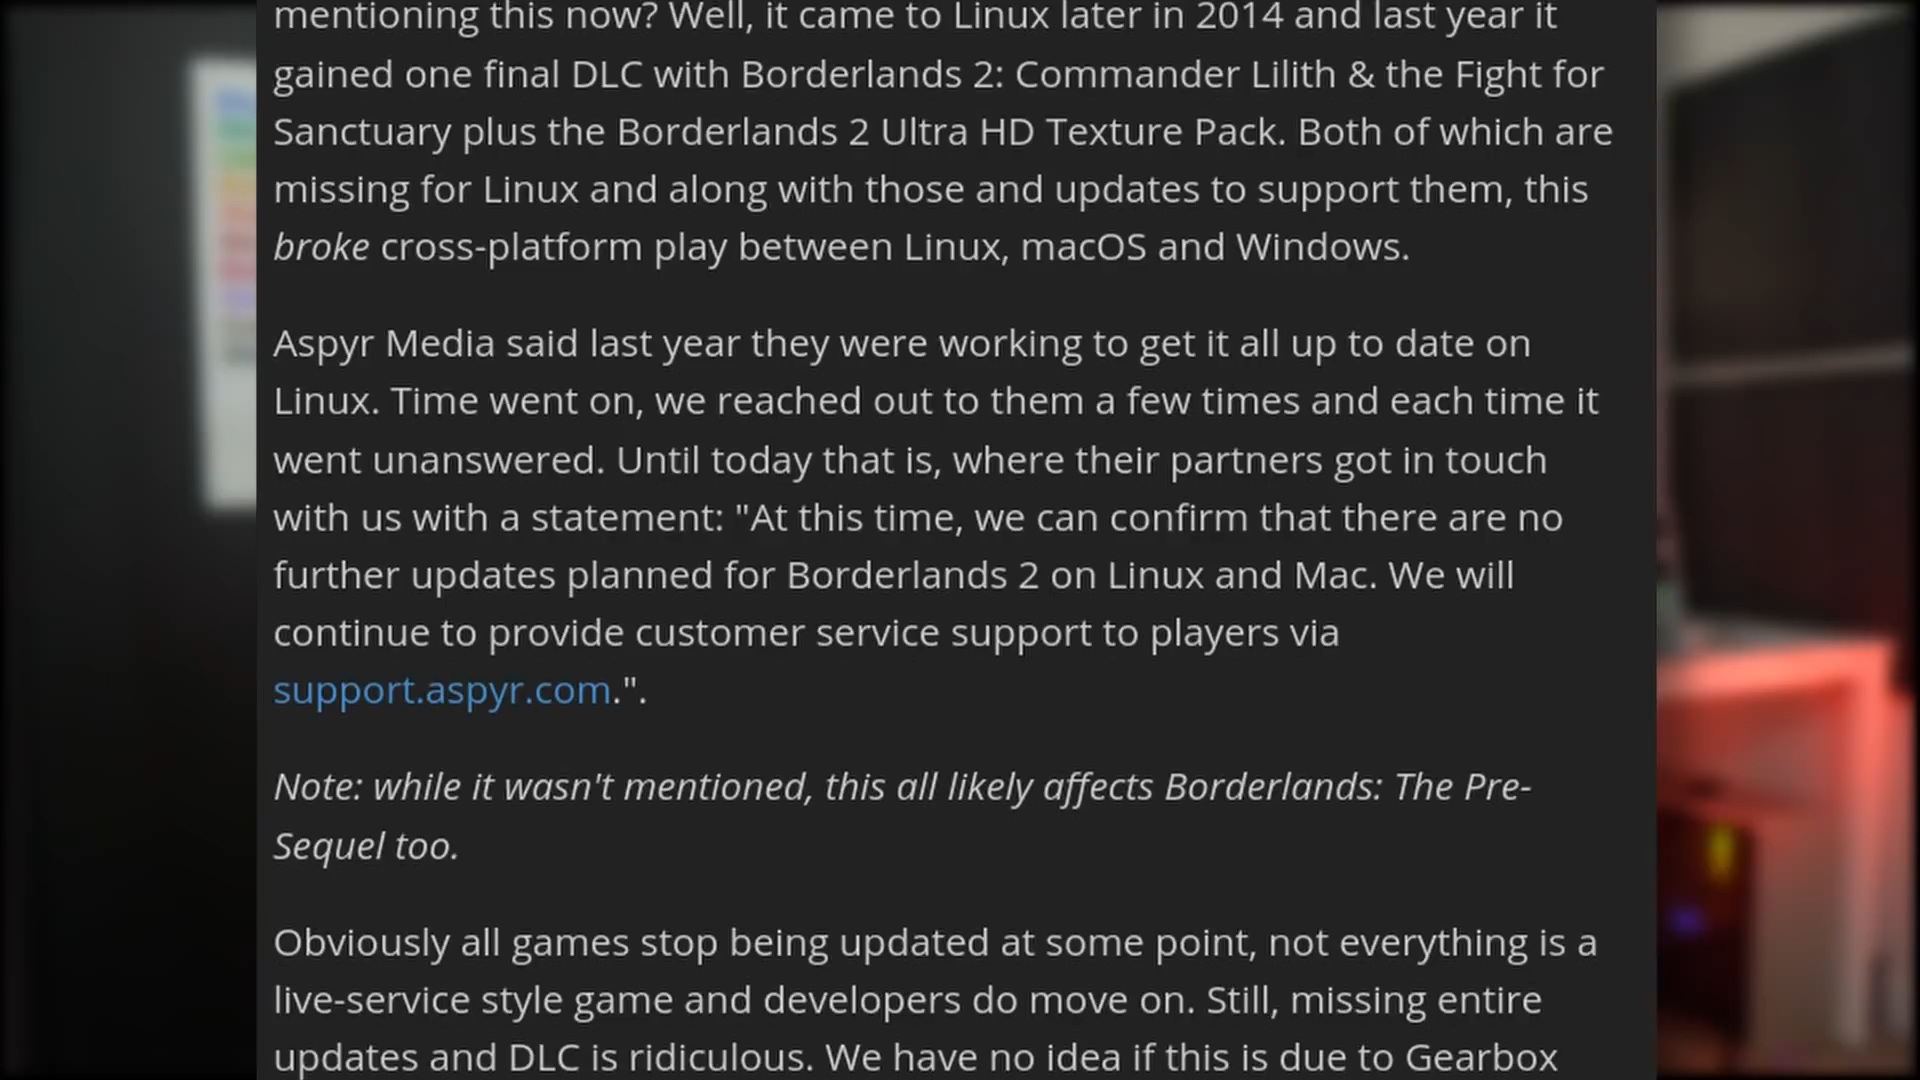 mentioning this now? Well, it came to Linux later in 2014 and last year it
gained one final DLC with Borderlands 2: Commander Lilith & the Fight for
Sanctuary plus the Borderlands 2 Ultra HD Texture Pack. Both of which are
missing for Linux and along with those and updates to support them, this
broke cross-platform play between Linux, macOS and Windows.
Aspyr Media said last year they were working to get it all up to date on
Linux. Time went on, we reached out to them a few times and each time it
went unanswered. Until today that is, where their partners got in touch
with us with a statement: "At this time, we can confirm that there are no
further updates planned for Borderlands 2 on Linux and Mac. We will
continue to provide customer service support to players via
support.aspyr.com.".
Note: while it wasn't mentioned, this all likely affects Borderlands: The Pre-
Sequel too.
Obviously all games stop being updated at some point, not everything is a
live-service style game and developers do move on. Still, missing entire
updates and DLC is ridiculous. We have no idea if this is due to Gearbox